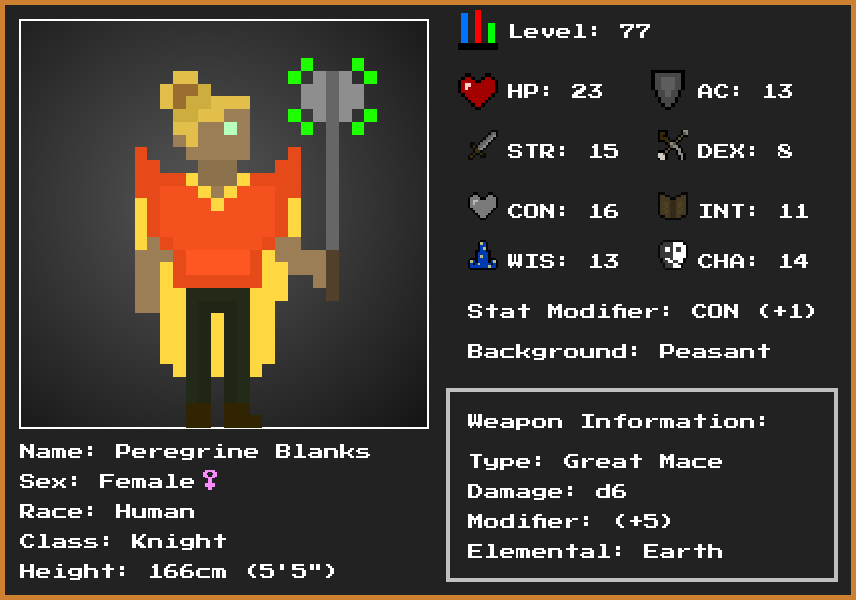 Level: 77
HP: 23 AC: 13
STR: 15 DEX: 8
CON: 16 INT: 11
WIS: 13 CHA: 14
Stat Modifier: CON (+1)
Background: Peasant
Weapon Information:
Type: Great Mace
Damage: d6
Modifier: (+5)
Elemental: Earth
Name: Peregrine Blanks
Sex: Female♀
Race: Human
Class: Knight
Height: 166cm (5'5")